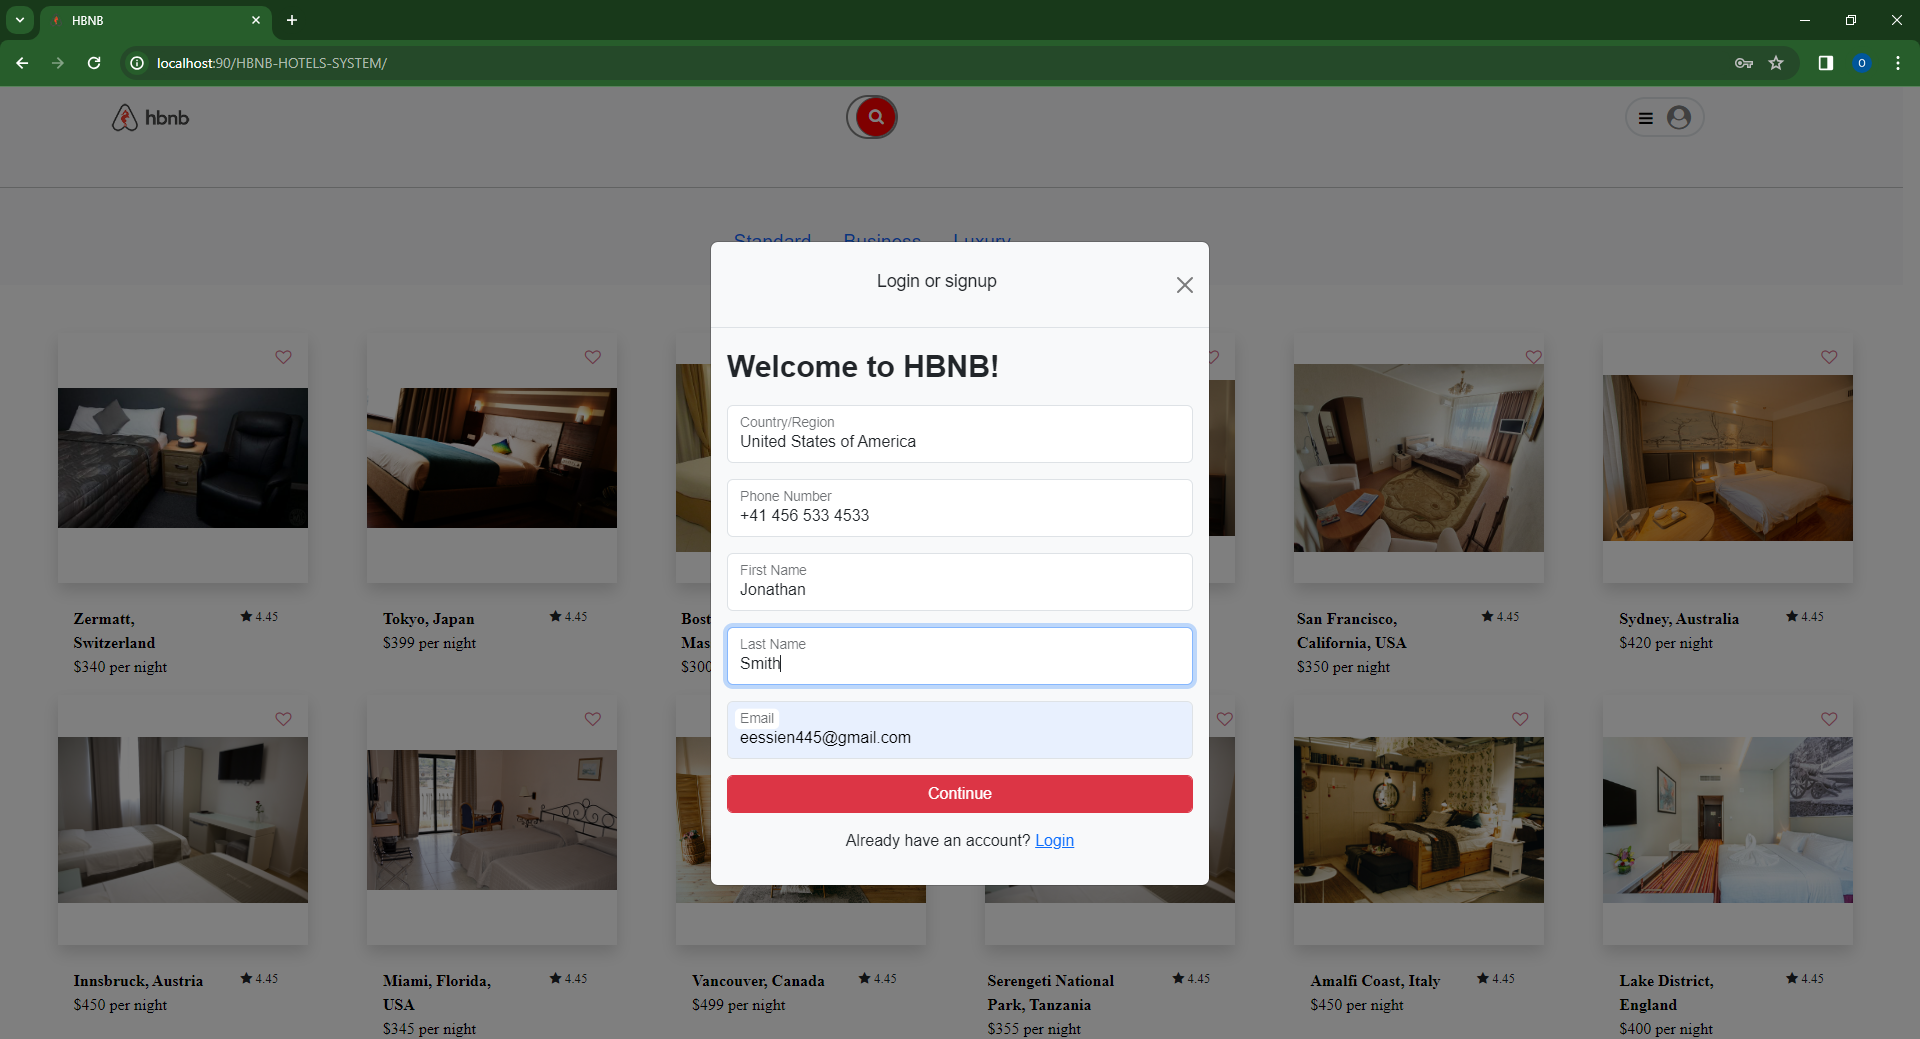 HBNB
localhost:90/HBNB-HOTELS-SYSTEM/
O
hbnb
Standard Business Luxury
Login or signup
Welcome to HBNB!
Country/Region
United States of America
Phone Number
+41 456 533 4533
First Name
Jonathan
Last Name
Smith
Email
eessien445@gmail.com
Continue
Already have an account? Login
Zermatt,
Switzerland
4.45
$340 per night
Tokyo, Japan
4.45
$399 per night
Bost
Mas
$300
San Francisco,
California, USA
4.45
$350 per night
Sydney, Australia
4.45
$420 per night
Innsbruck, Austria
4.45
$450 per night
Miami, Florida,
USA
4.45
$345 per night
Vancouver, Canada
4.45
$499 per night
Serengeti National
Park, Tanzania
4.45
$355 per night
Amalfi Coast, Italy
4.45
$450 per night
Lake District,
England
4.45
$400 per night